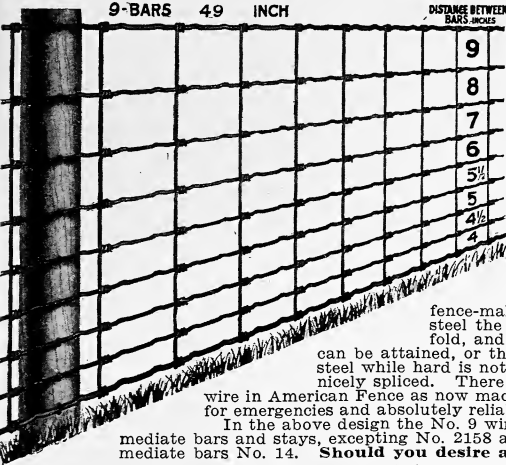 9-BARS 49 INCH
DISTANCE BETWEEN
BARS-INCHES
9
8
7
6
5½
5
4½
4
fence-mal
steel the
fold, and
can be attained, or th
steel while hard is not
nicely spliced. There
wire in American Fence as now mad
for emergencies and absolutely relia
In the above design the No. 9 wir
mediate bars and stays, excepting No. 2158 a
mediate bars No. 14. Should you desire a